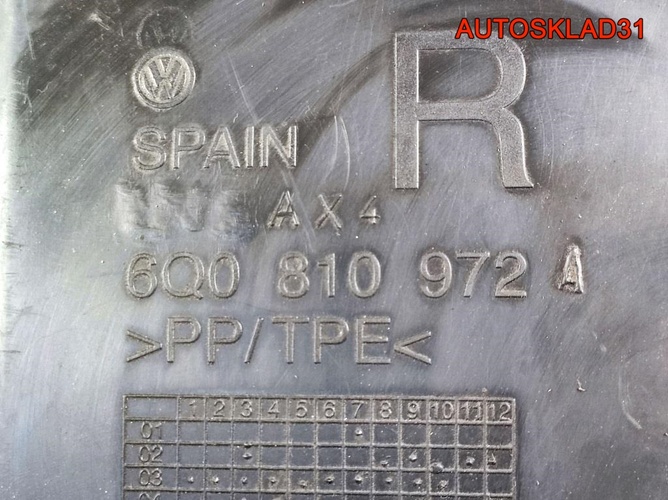 AUTOSKLAD31
R
SPAIN
AX4
6Q0 810 972 A
>PP/TPE<
1 2 3 4 5 6 7 8 9 10 11 12
01
02
03